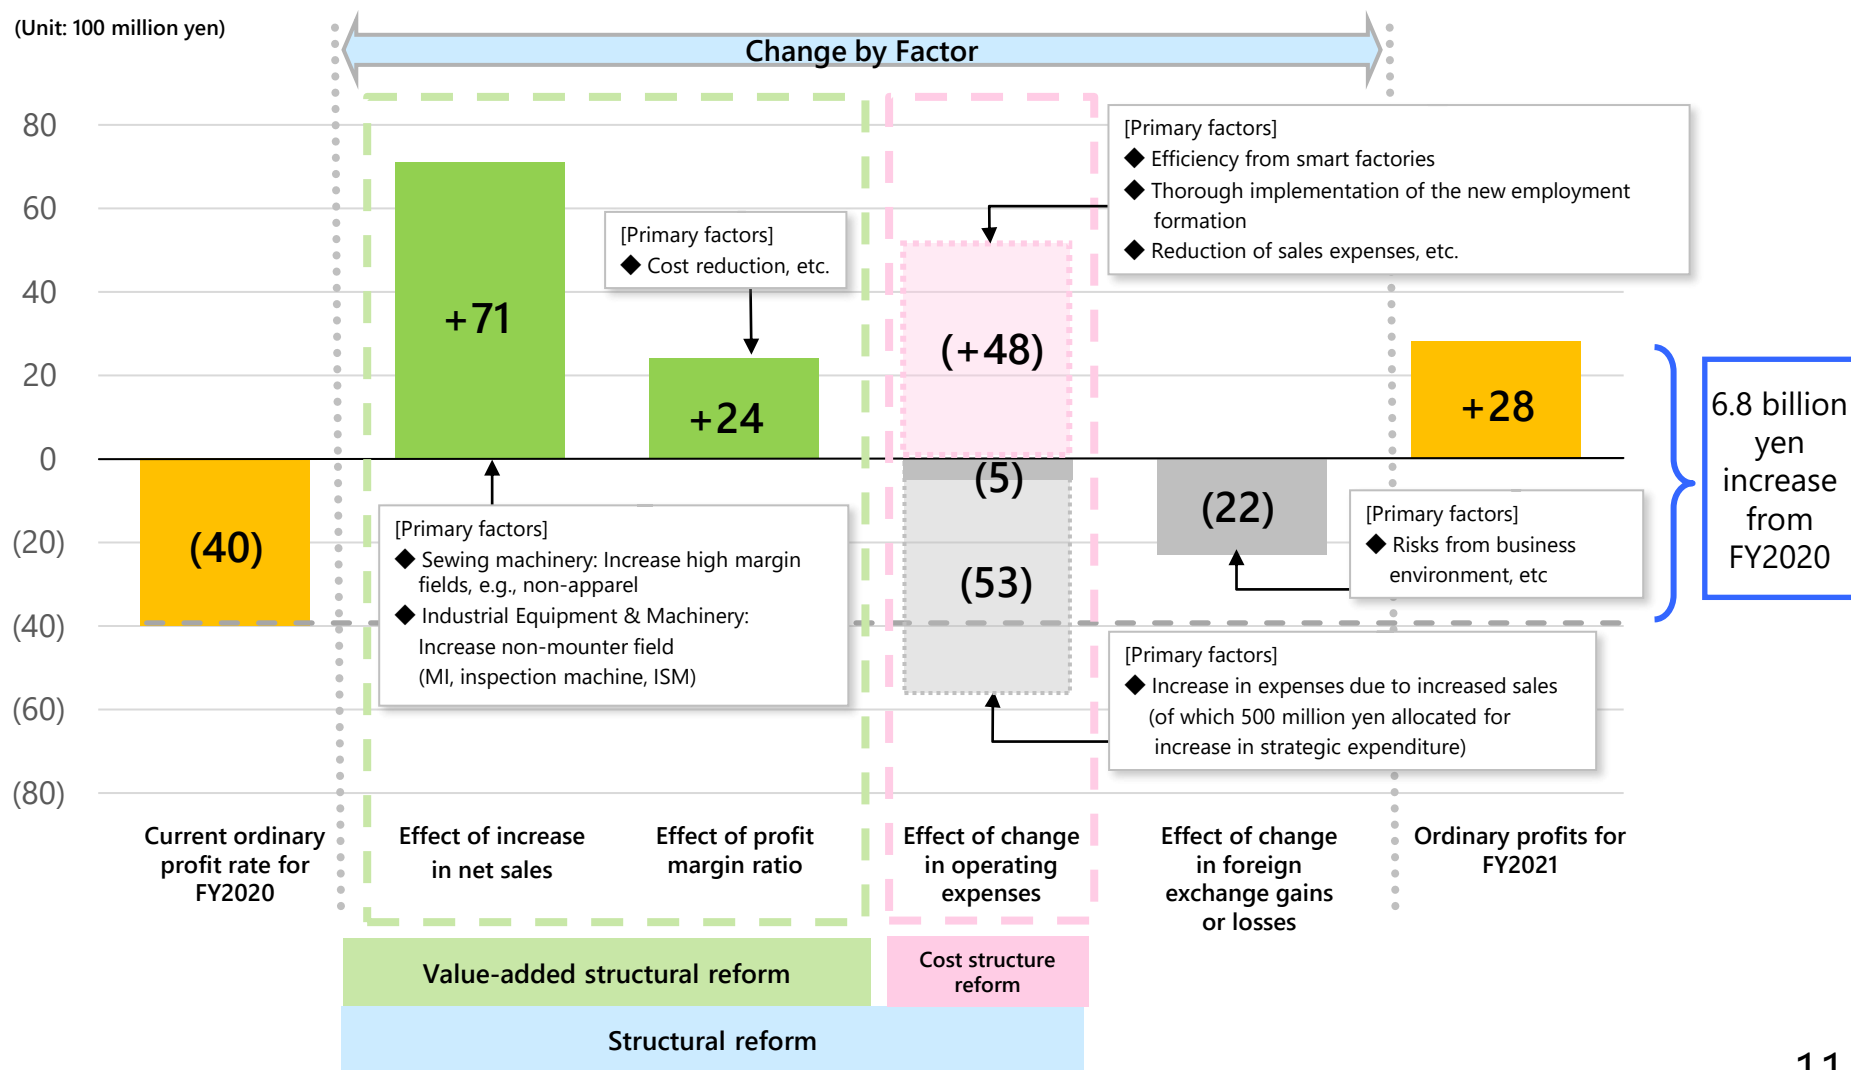 (Unit: 100 million yen)
Change by Factor
80
60
40
20
0
(20)
(40)
(60)
(80)
(40)
+71
+24
(+48)
(5)
(53)
(22)
+28
[Primary factors]
◆ Cost reduction, etc.
[Primary factors]
◆ Efficiency from smart factories
◆ Thorough implementation of the new employment
formation
◆ Reduction of sales expenses, etc.
[Primary factors]
◆ Sewing machinery: Increase high margin
fields, e.g., non-apparel
◆ Industrial Equipment & Machinery:
Increase non-mounter field
(MI, inspection machine, ISM)
[Primary factors]
◆ Risks from business
environment, etc
[Primary factors]
◆ Increase in expenses due to increased sales
(of which 500 million yen allocated for
increase in strategic expenditure)
6.8 billion
yen
increase
from
FY2020
Current ordinary
profit rate for
FY2020
Effect of increase
in net sales
Effect of profit
margin ratio
Effect of change
in operating
expenses
Effect of change
in foreign
exchange gains
or losses
Ordinary profits for
FY2021
Value-added structural reform
Cost structure
reform
Structural reform
11